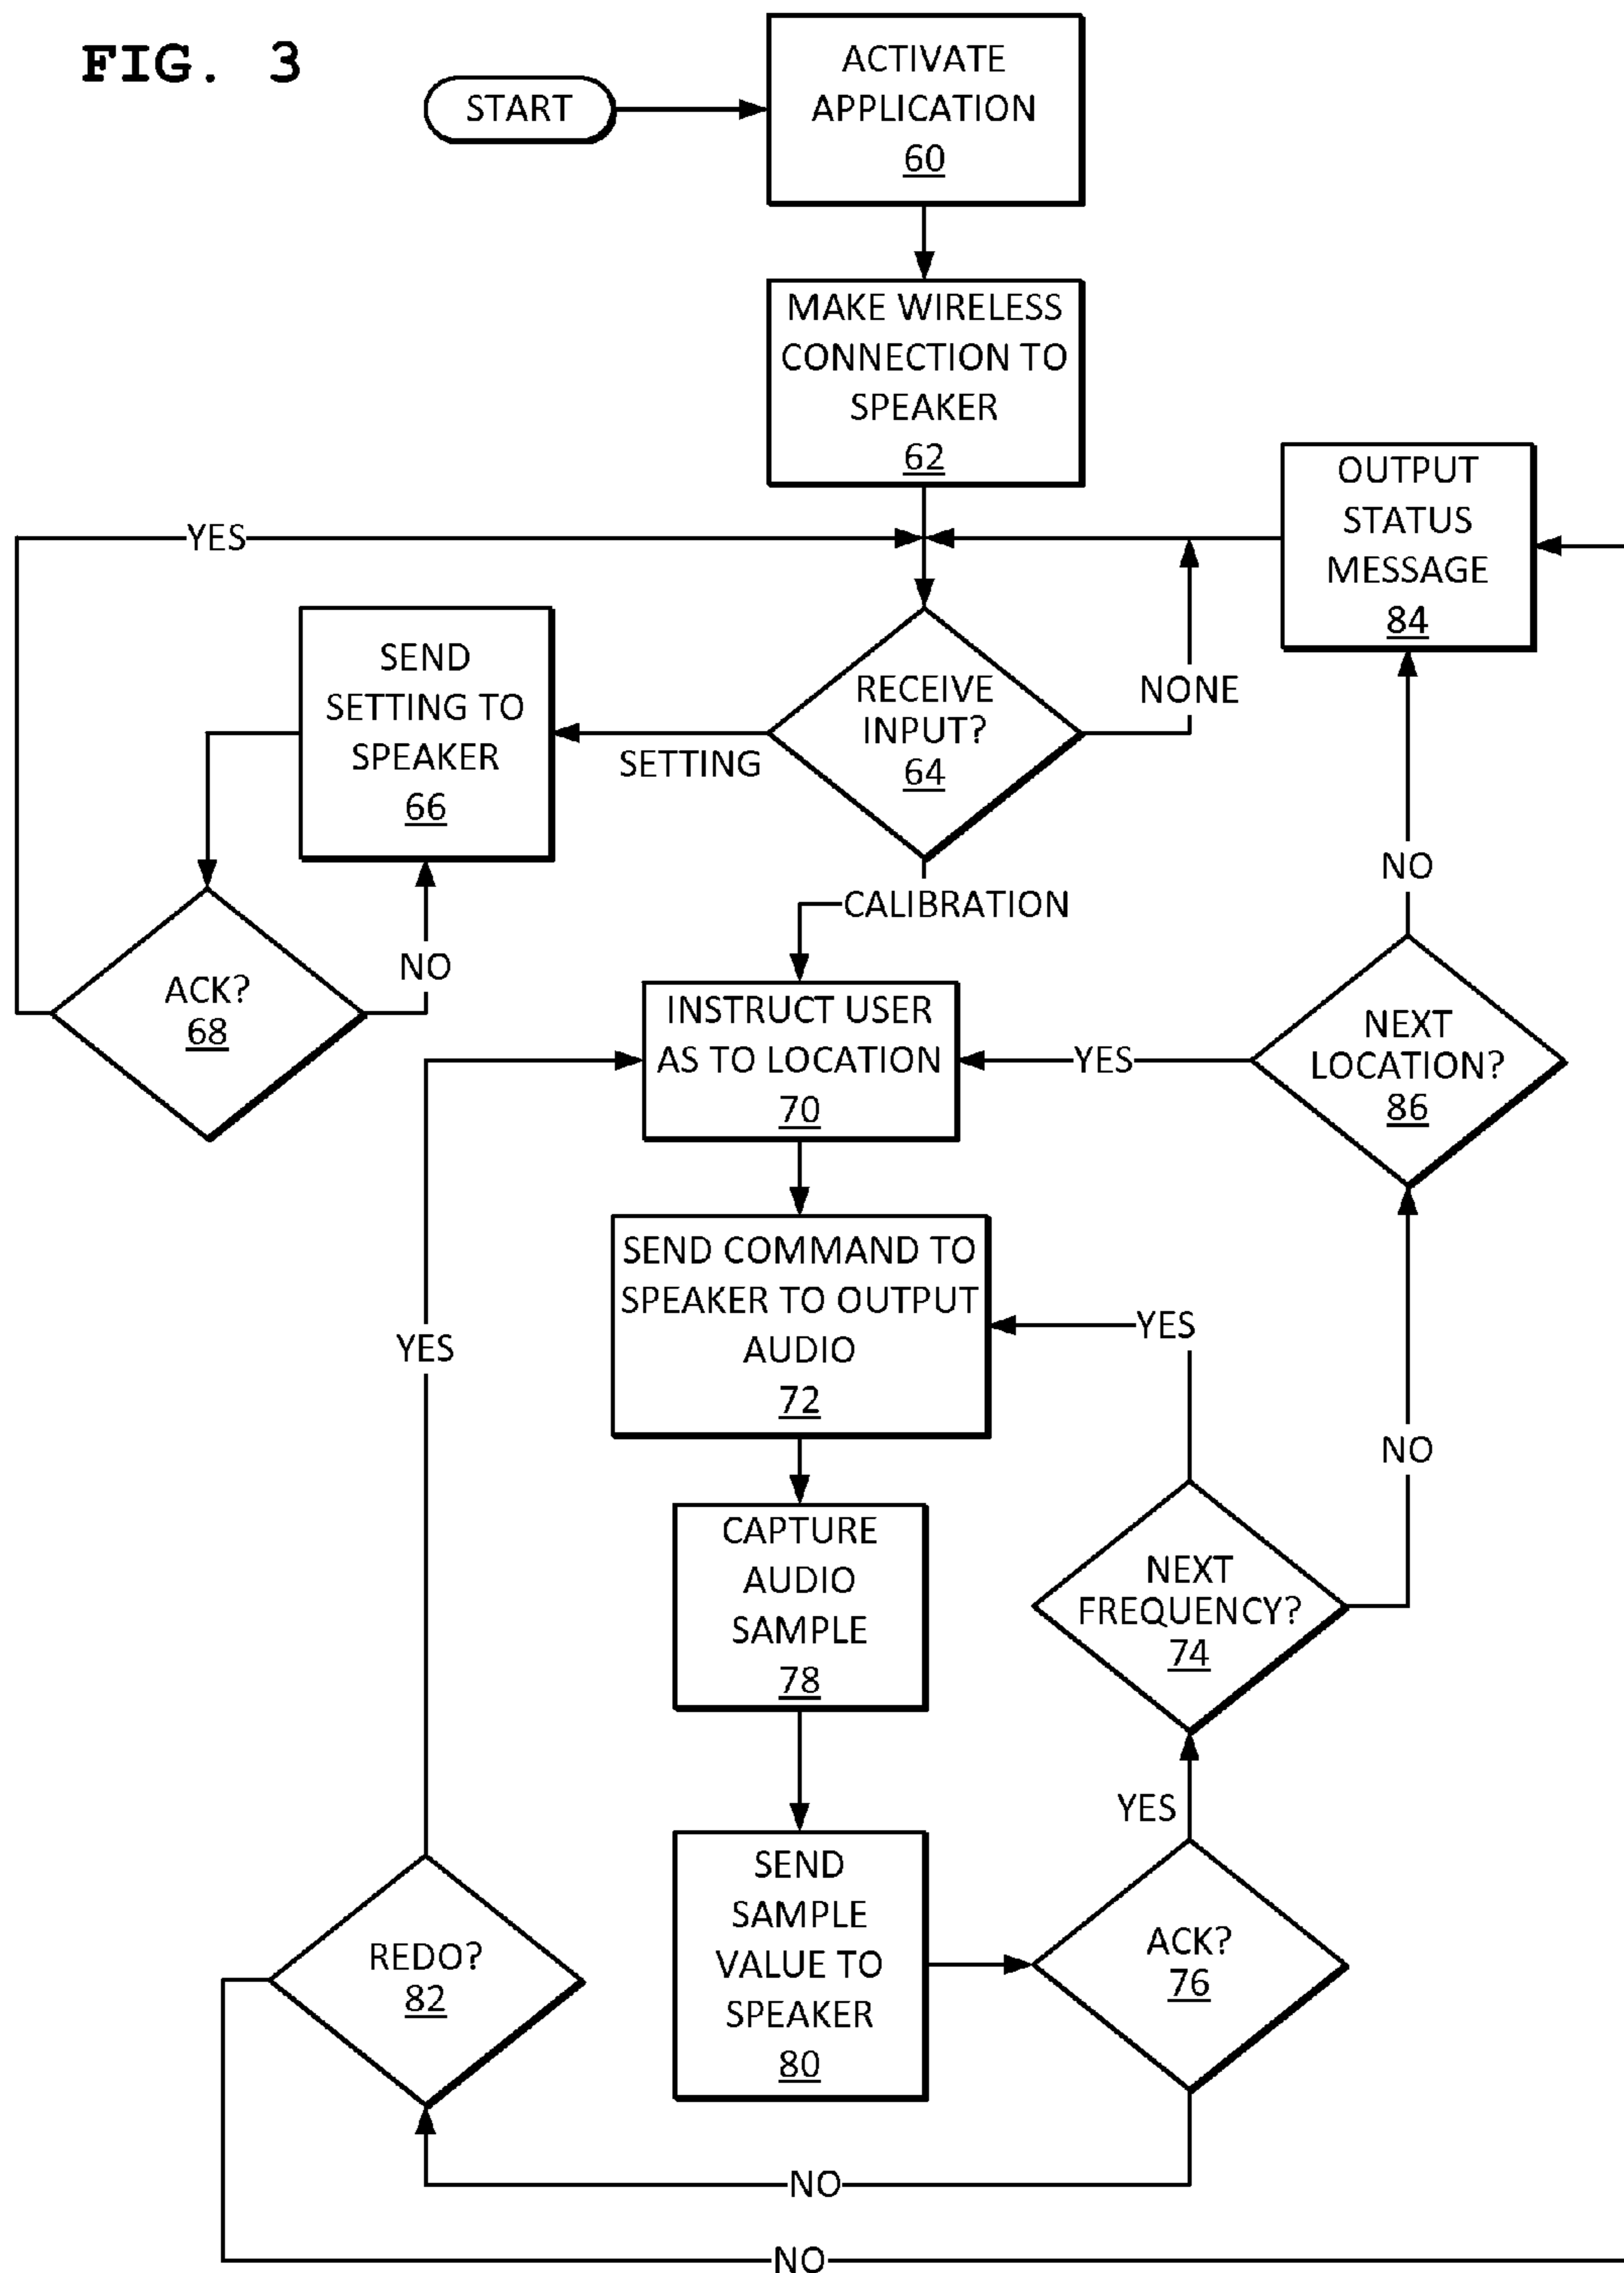 FIG. 3
START
ACTIVATE
APPLICATION
60
MAKE WIRELESS
CONNECTION TO
SPEAKER
62
OUTPUT
STATUS
MESSAGE
84
YES
SEND
SETTING TO
SPEAKER
66
SETTING
RECEIVE
INPUT?
64
NONE
NO
CALIBRATION
ACK?
68
NO
INSTRUCT USER
AS TO LOCATION
70
YES
NEXT
LOCATION?
86
SEND COMMAND TO
SPEAKER TO OUTPUT
AUDIO
72
YES
YES
NO
CAPTURE
AUDIO
SAMPLE
78
NEXT
FREQUENCY?
74
YES
SEND
SAMPLE
VALUE TO
SPEAKER
80
ACK?
76
REDO?
82
NO
NO